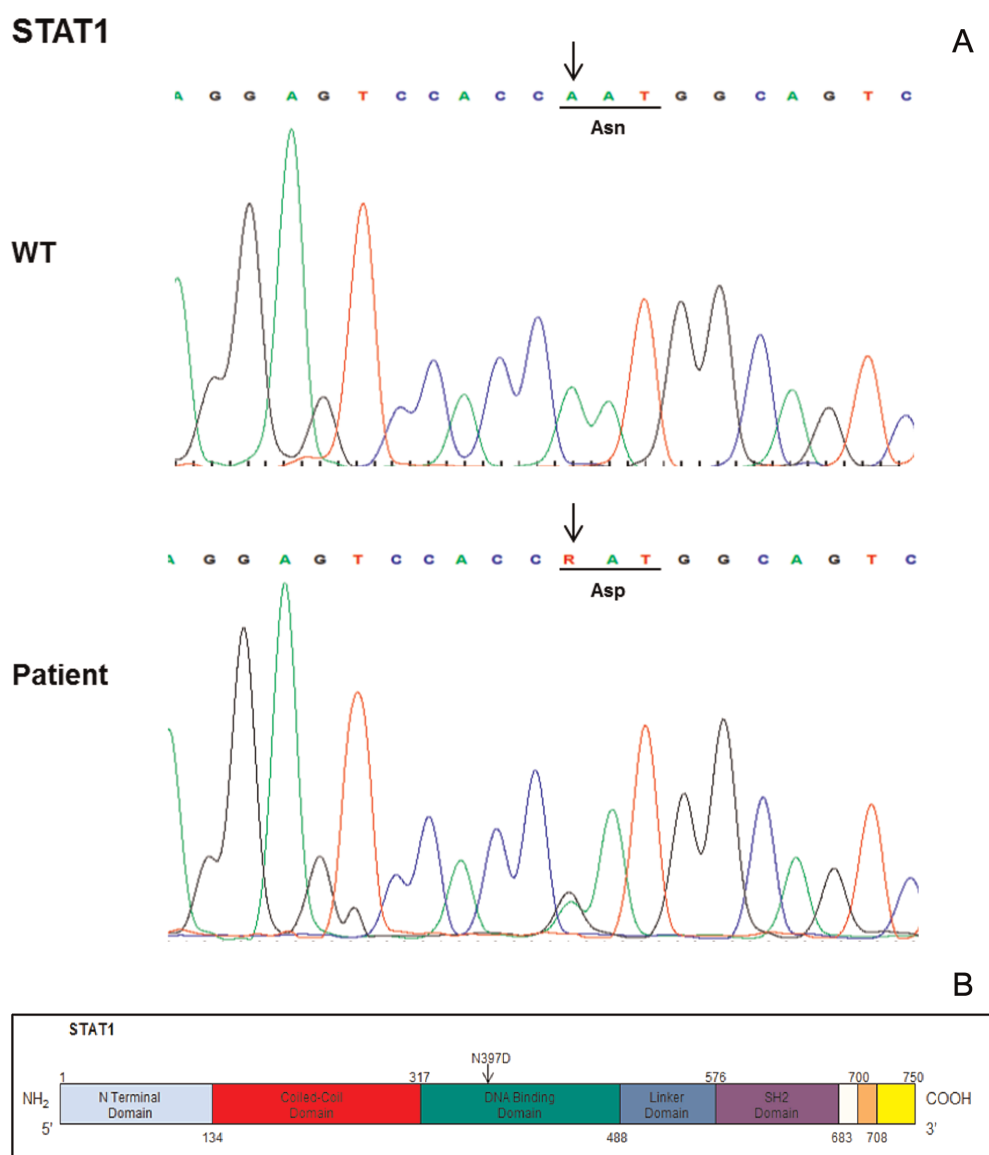 STAT1
A
A G G A G T C C A C C A A T G G C A G T C
Asn
WT
A G G A G T C C A C C R A T G G C A G T C
Asp
Patient
B
STAT1
N397D
1 317 576 700 750
NH2 N Terminal Domain Coiled-Coil Domain DNA Binding Domain Linker Domain SH2 Domain COOH
5' 3'
134 488 683 708